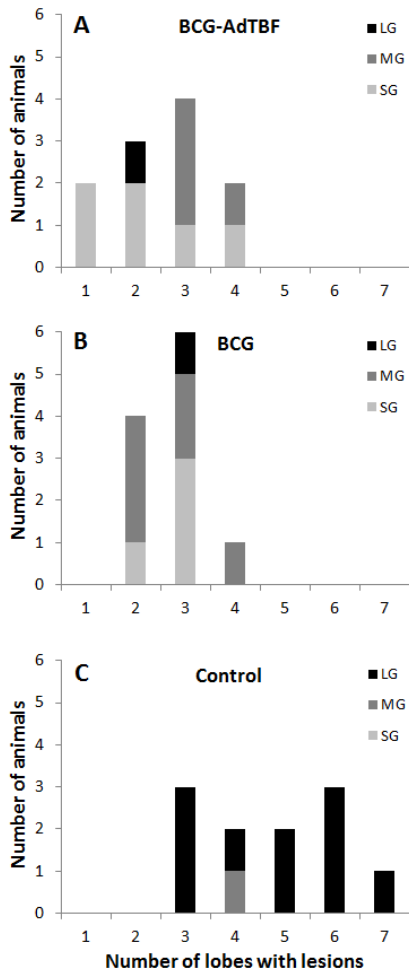 A BCG-AdTBF
Number of animals
6
5
4
3
2
1
0
LG
MG
SG
1 2 3 4 5 6 7
B BCG
Number of animals
6
5
4
3
2
1
0
LG
MG
SG
1 2 3 4 5 6 7
C Control
Number of animals
6
5
4
3
2
1
0
LG
MG
SG
1 2 3 4 5 6 7
Number of lobes with lesions